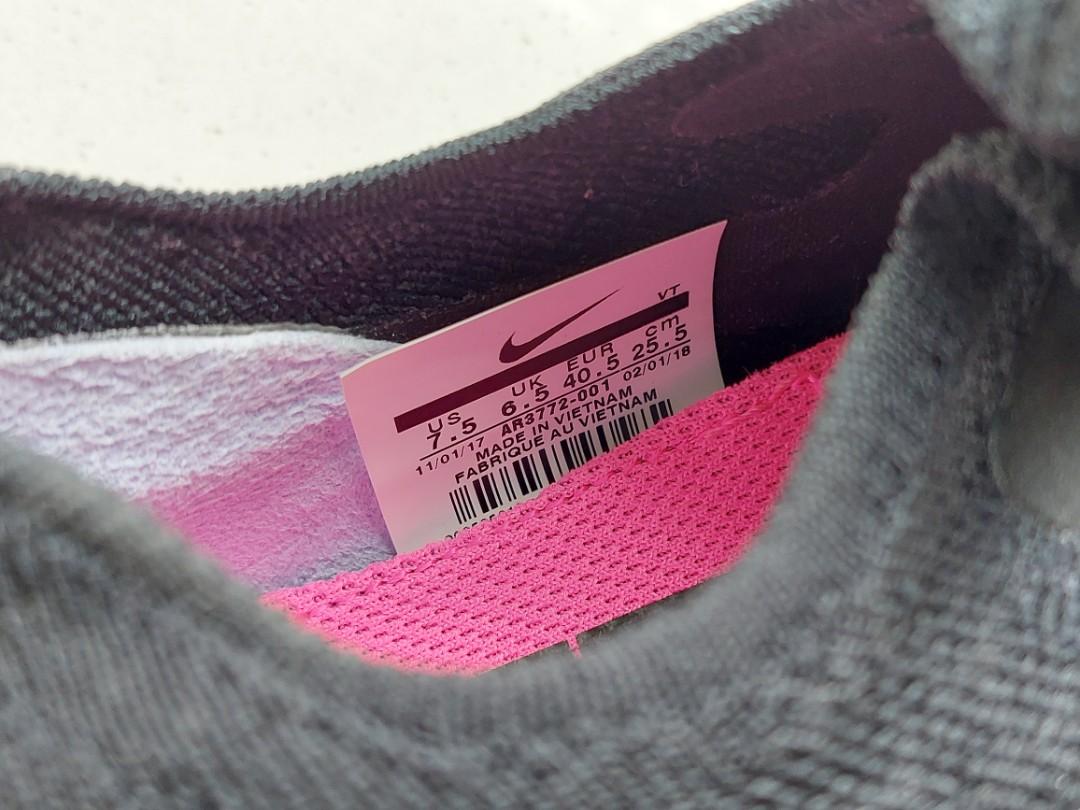 VT
US UK EUR cm
7.5 6.5 40.5 25.5
11/01/17 AR3772-001 02/01/18
MADE IN VIETNAM
FABRIQUE AU VIETNAM